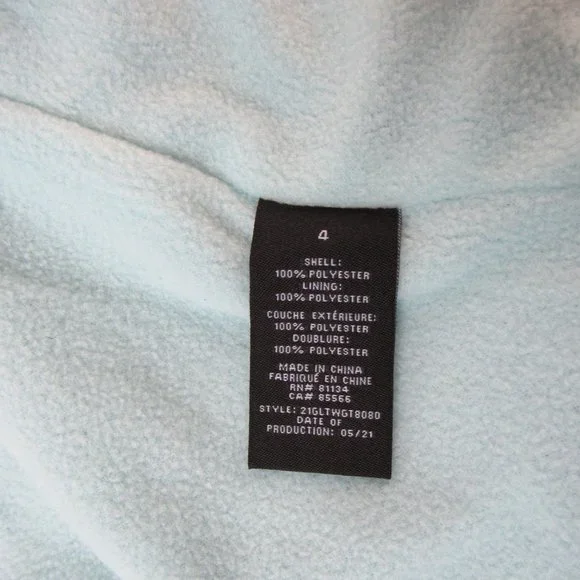 4
SHELL:
100% POLYESTER
LINING:
100% POLYESTER
COUCHE EXTÉRIEURE:
100% POLYESTER
DOUBLURE:
100% POLYESTER
MADE IN CHINA
FABRIQUÉ EN CHINE
RN# 81134
CA# 85566
STYLE: 21GLTWGT8080
DATE OF
PRODUCTION: 05/21